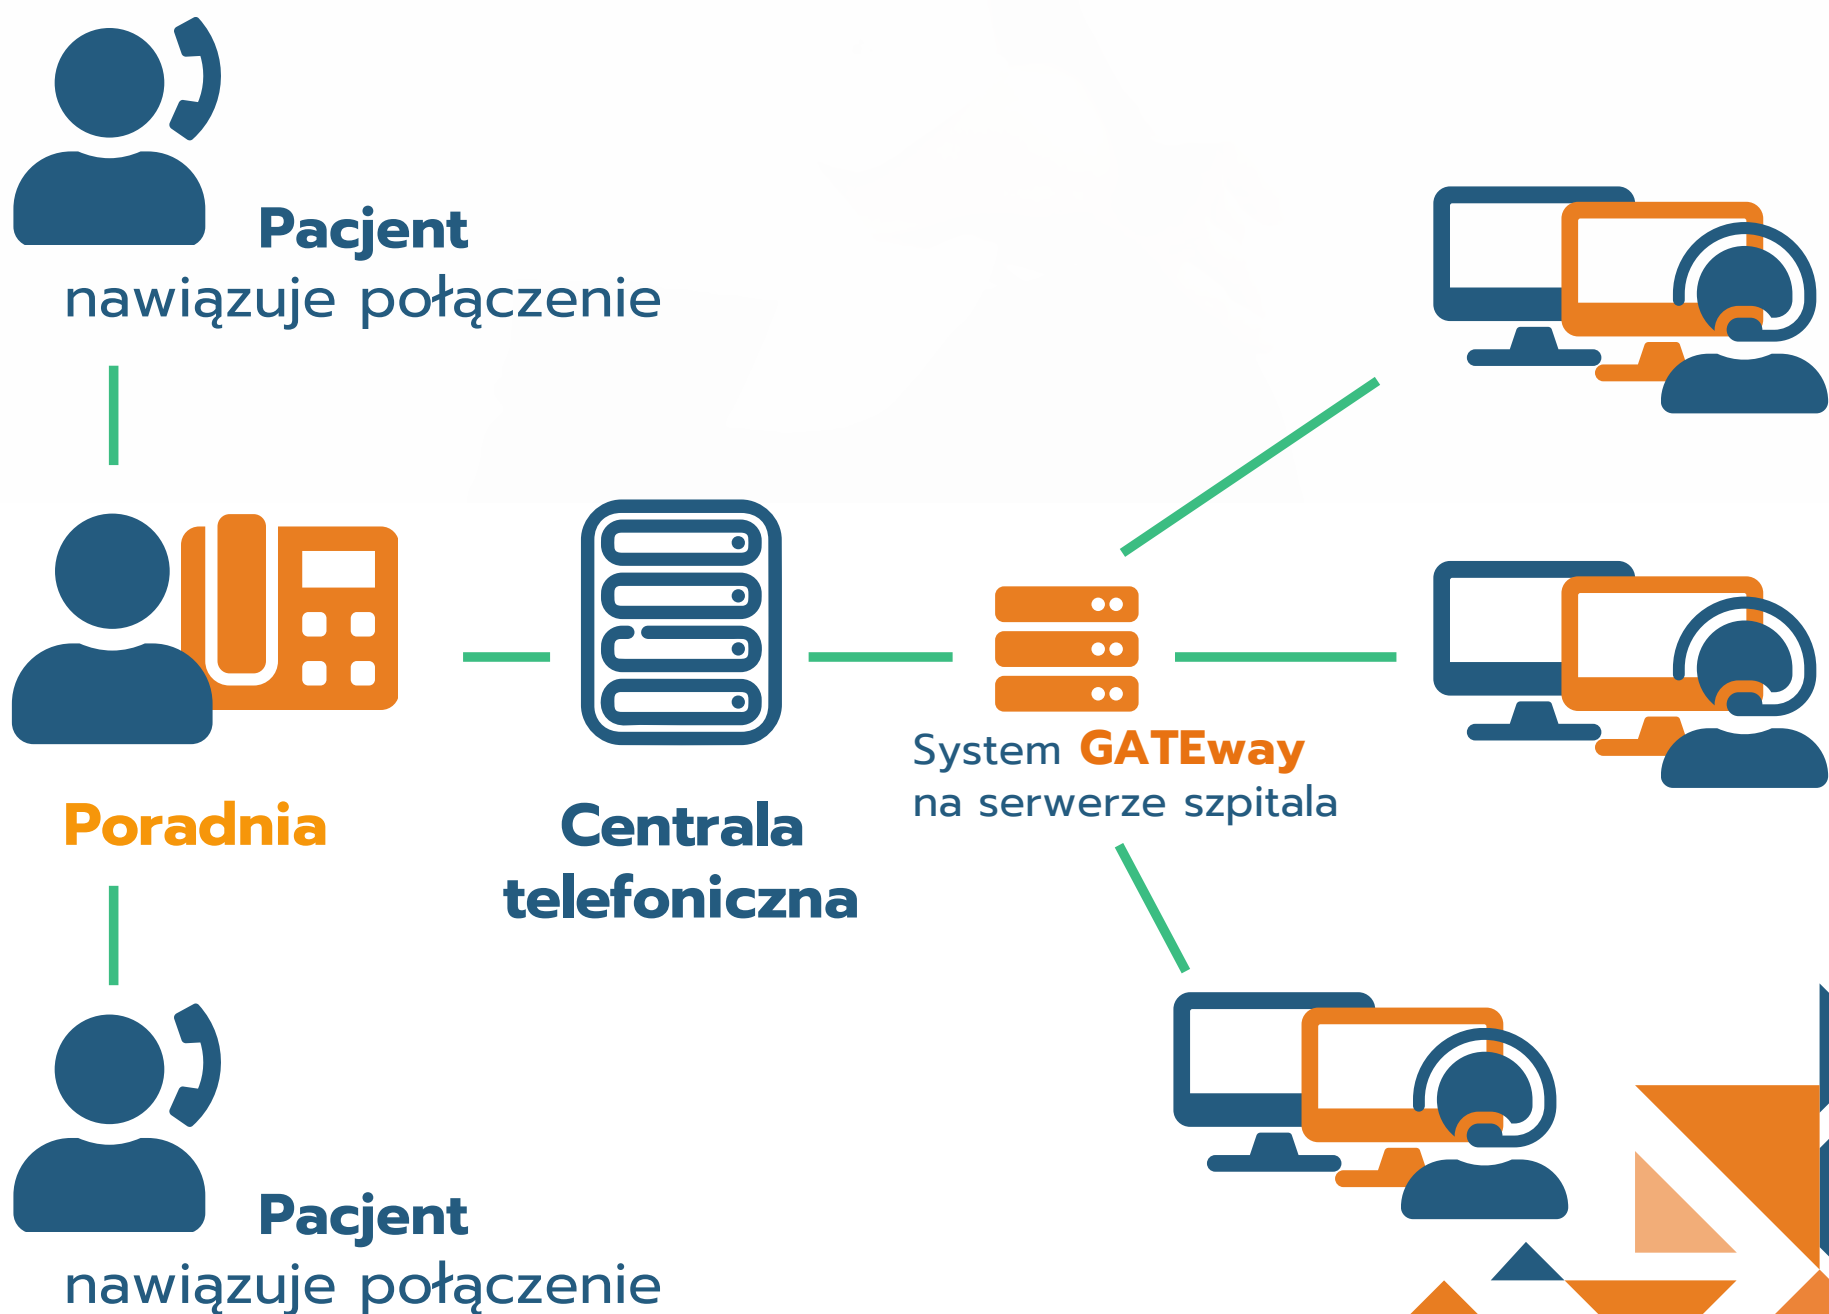 Pacjent
nawiązuje połączenie
Poradnia
Centrala
telefoniczna
System GATEway
na serwerze szpitala
Pacjent
nawiązuje połączenie